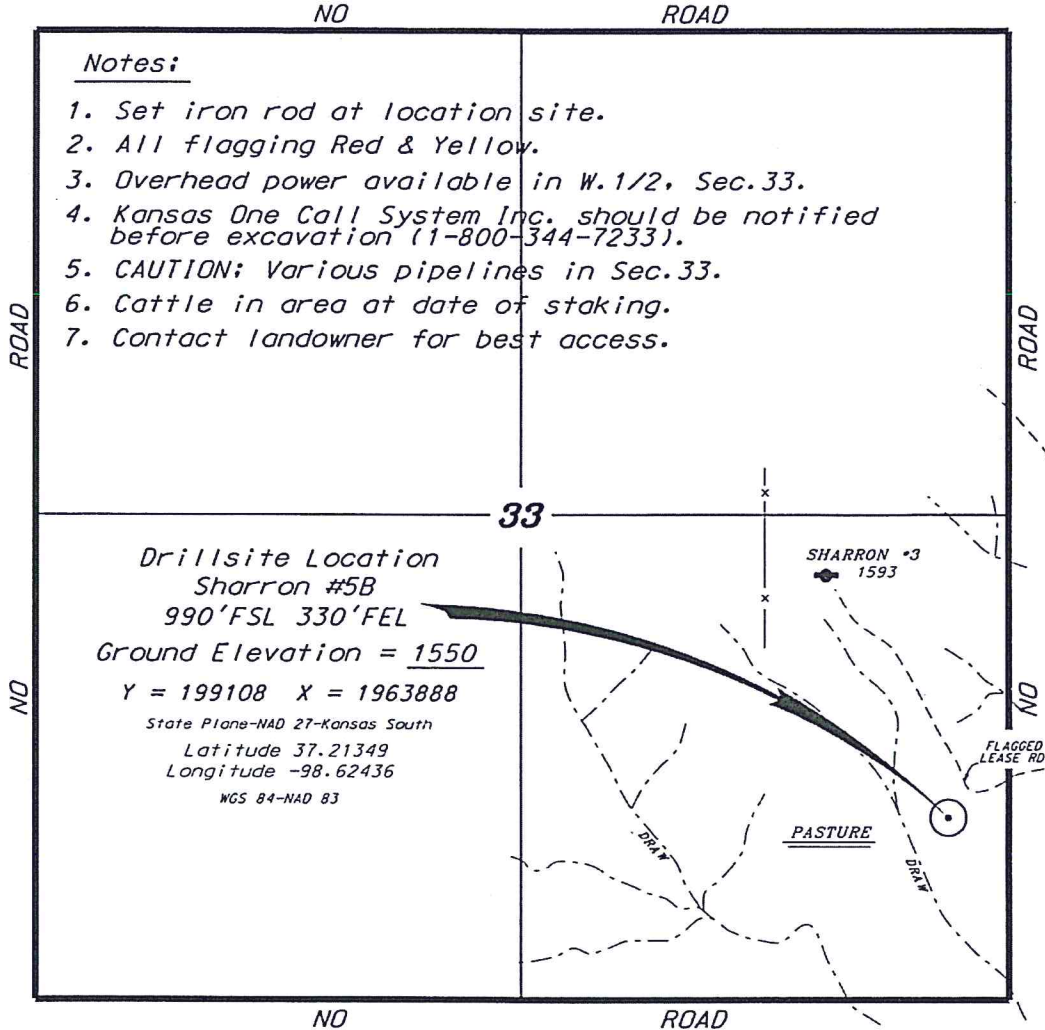 NO ROAD
Notes:
1. Set iron rod at location site.
2. All flagging Red & Yellow.
3. Overhead power available in W.1/2, Sec.33.
4. Kansas One Call System Inc. should be notified
before excavation (1-800-344-7233).
5. CAUTION: Various pipelines in Sec.33.
6. Cattle in area at date of staking.
7. Contact landowner for best access.
ROAD
ROAD
33
Drillsite Location
Sharron #5B
990'FSL 330'FEL
Ground Elevation = 1550
Y = 199108 X = 1963888
State Plane-NAD 27-Kansas South
Latitude 37.21349
Longitude -98.62436
WGS 84-NAD 83
SHARRON #3
1593
NO
NO
FLAGGED
LEASE RD
PASTURE
DRAW
DRAW
NO ROAD